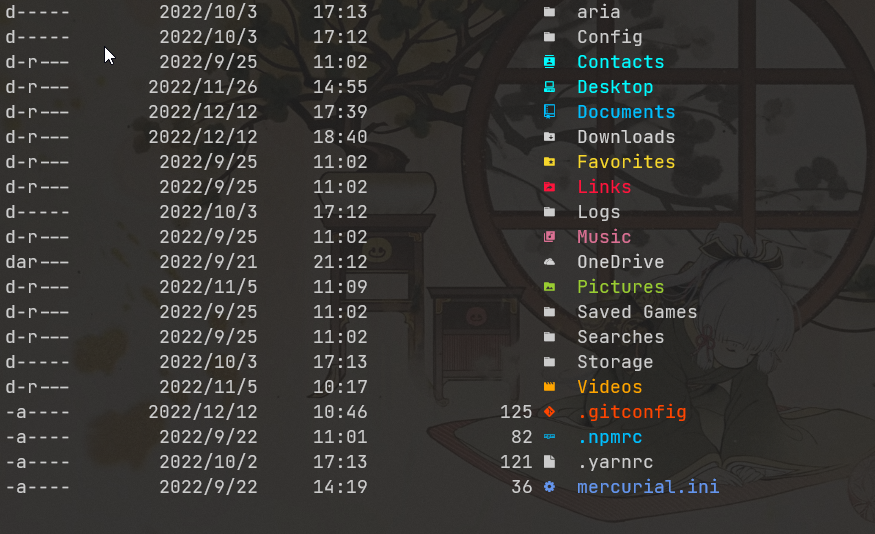 d----- 2022/10/3 17:13 aria
d----- 2022/10/3 17:12 Config
d-r--- 2022/9/25 11:02 Contacts
d-r--- 2022/11/26 14:55 Desktop
d-r--- 2022/12/12 17:39 Documents
d-r--- 2022/12/12 18:40 Downloads
d-r--- 2022/9/25 11:02 Favorites
d-r--- 2022/9/25 11:02 Links
d----- 2022/10/3 17:12 Logs
d-r--- 2022/9/25 11:02 Music
dar--- 2022/9/21 21:12 OneDrive
d-r--- 2022/11/5 11:09 Pictures
d-r--- 2022/9/25 11:02 Saved Games
d-r--- 2022/9/25 11:02 Searches
d----- 2022/10/3 17:13 Storage
d-r--- 2022/11/5 10:17 Videos
-a---- 2022/12/12 10:46 125 .gitconfig
-a---- 2022/9/22 11:01 82 .npmrc
-a---- 2022/10/2 17:13 121 .yarnrc
-a---- 2022/9/22 14:19 36 mercurial.ini